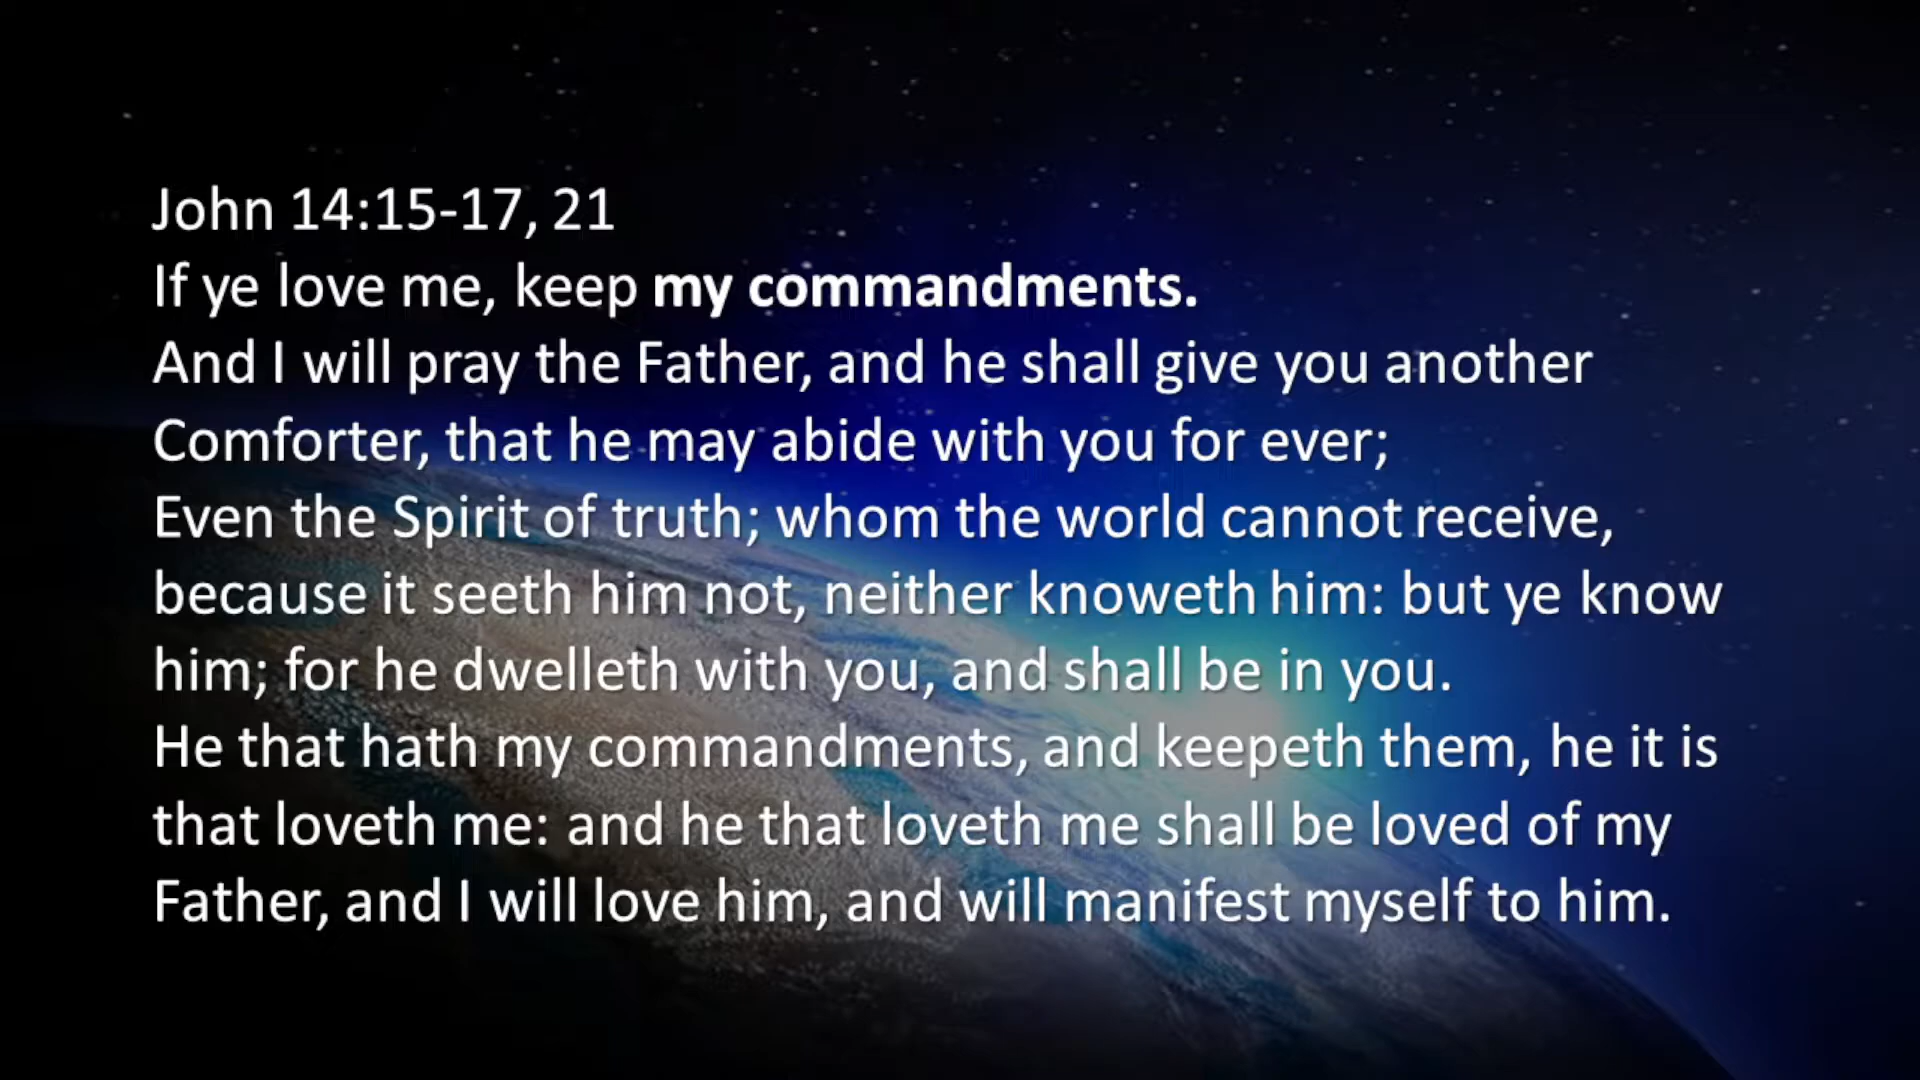 John 14:15-17, 21
If ye love me, keep my commandments.
And I will pray the Father, and he shall give you another
Comforter, that he may abide with you for ever;
Even the Spirit of truth; whom the world cannot receive,
because it seeth him not, neither knoweth him: but ye know
him; for he dwelleth with you, and shall be in you.
He that hath my commandments, and keepeth them, he it is
that loveth me: and he that loveth me shall be loved of my
Father, and I will love him, and will manifest myself to him.